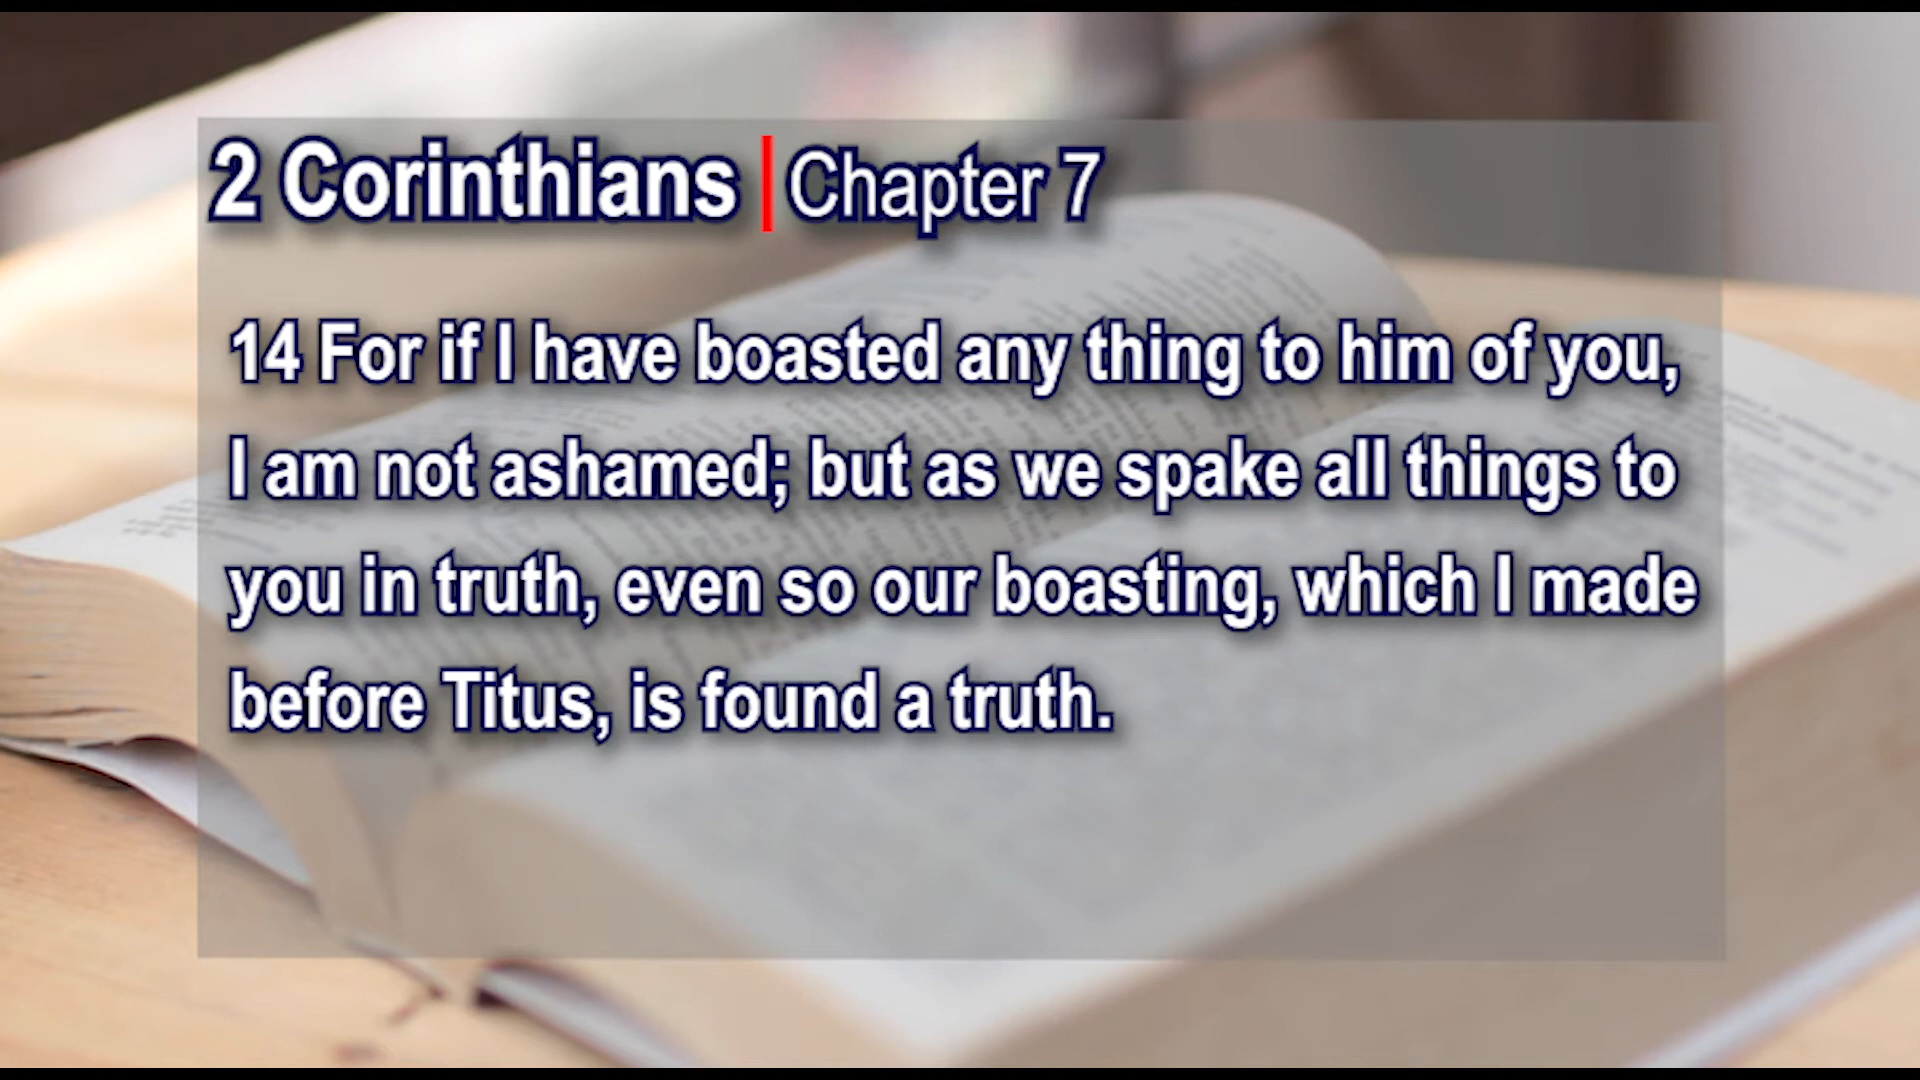 2 Corinthians | Chapter 7
14 For if I have boasted any thing to him of you,
I am not ashamed; but as we spake all things to
you in truth, even so our boasting, which I made
before Titus, is found a truth.